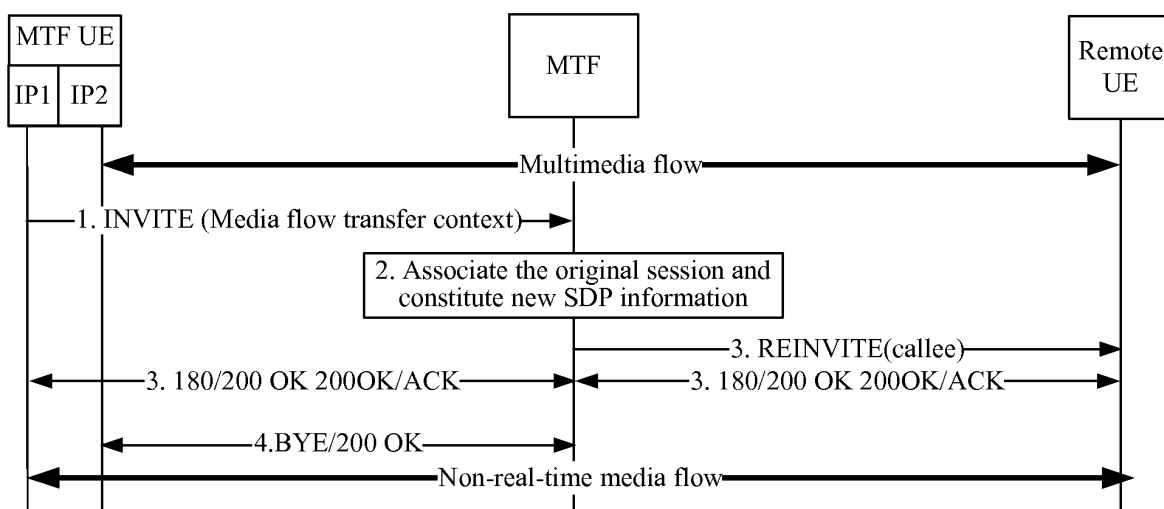 MTF UE
IP1
IP2
MTF
Remote
UE
Multimedia flow
1. INVITE (Media flow transfer context)
2. Associate the original session and
constitute new SDP information
3. REINVITE(callee)
3. 180/200 OK 200OK/ACK
3. 180/200 OK 200OK/ACK
4.BYE/200 OK
Non-real-time media flow